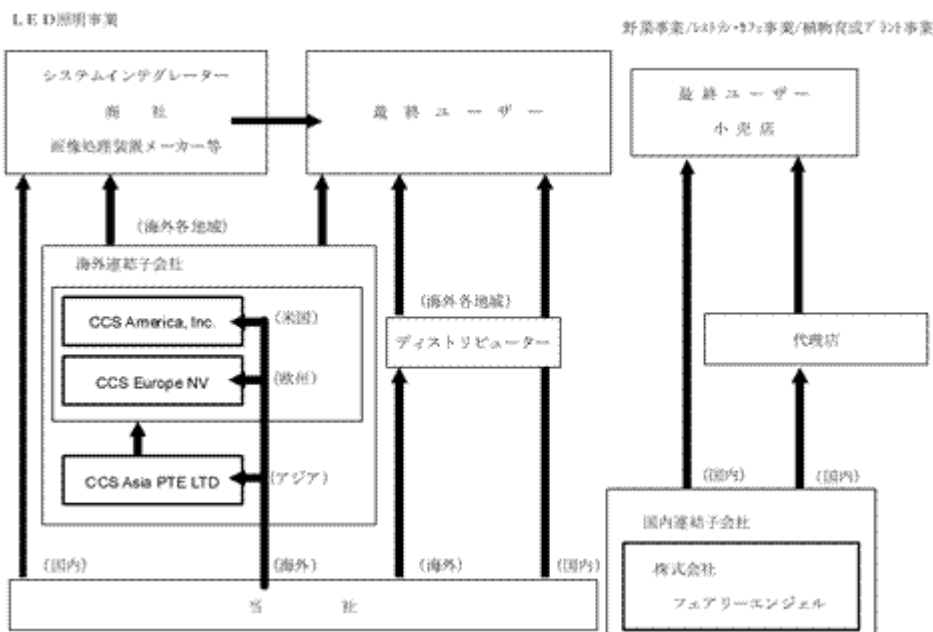 LED照明事業
野菜事業/レストラン・カフェ事業/植物育成プラント事業
システムインテグレーター
商 社
画像処理装置メーカー等
最 終 ユ ー ザ ー
最 終 ユ ー ザ ー
小 売 店
(海外各地域)
海外連結子会社
CCS America, Inc.
(米国)
CCS Europe NV
(欧州)
CCS Asia PTE LTD
(アジア)
(海外各地域)
ディストリビューター
代理店
(国内)
(海外)
(海外)
(国内)
当 社
(国内)
(国内)
国内連結子会社
株式会社
フェアリーエンジェル